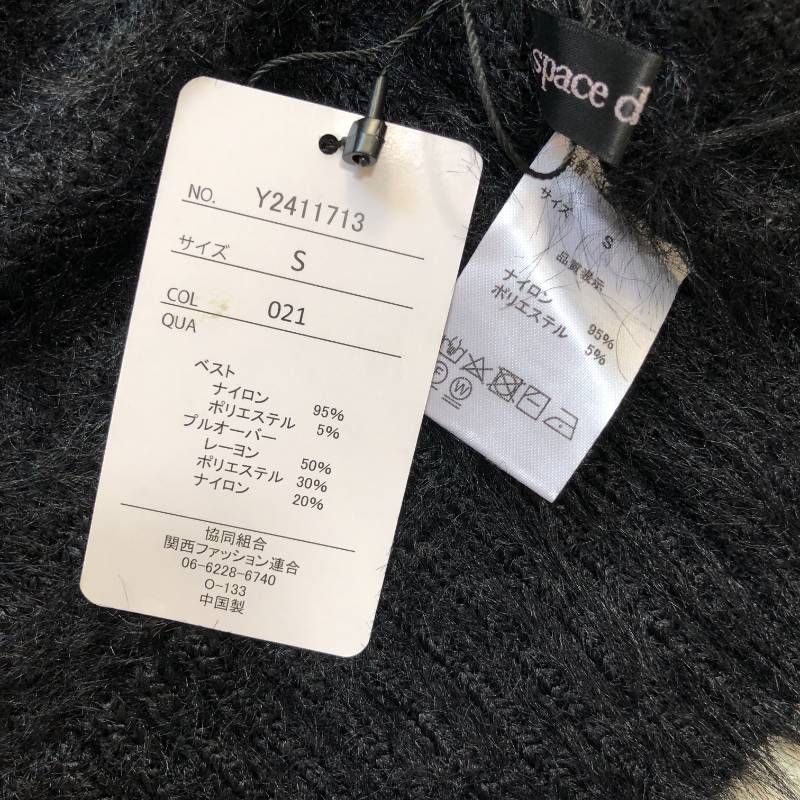 NO. Y2411713
サイズ S
COL 021
QUA
ベスト
ナイロン 95%
ポリエステル 5%
プルオーバー
レーヨン 50%
ポリエステル 30%
ナイロン 20%
協同組合
関西ファッション連合
06-6228-6740
O-133
中国製
space d
サイズ S
品質表示
ナイロン 95%
ポリエステル 5%
F W